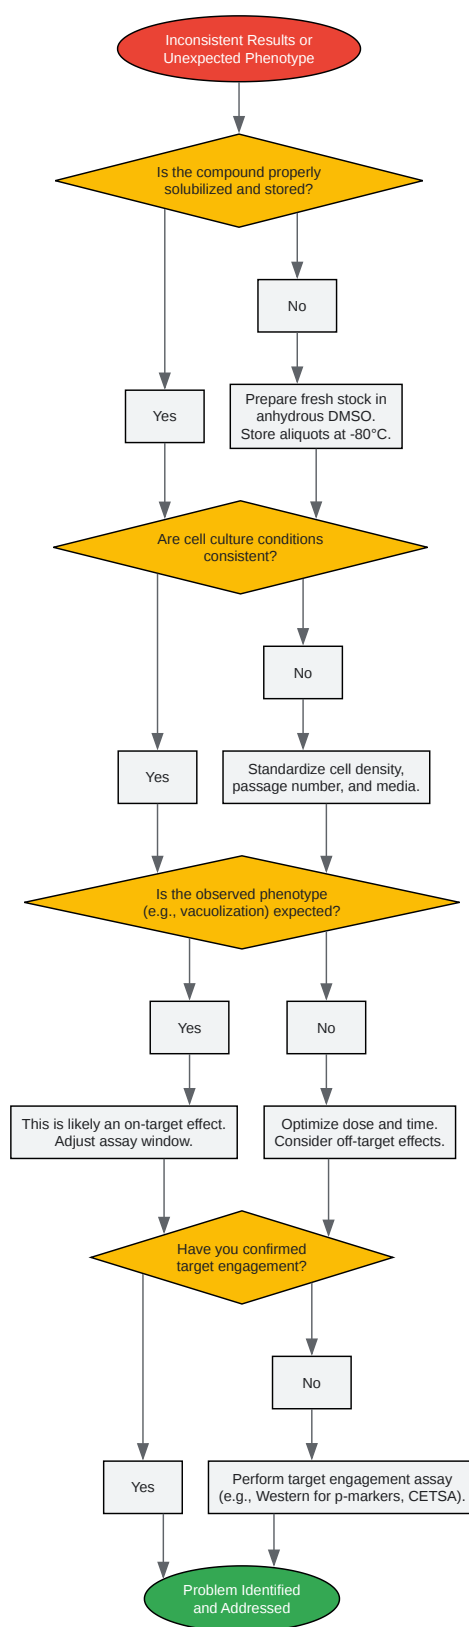 Inconsistent Results or
Unexpected Phenotype
Is the compound properly
solubilized and stored?
No
Yes
Prepare fresh stock in
anhydrous DMSO.
Store aliquots at -80°C.
Are cell culture conditions
consistent?
No
Yes
Standardize cell density,
passage number, and media.
Is the observed phenotype
(e.g., vacuolization) expected?
Yes
No
This is likely an on-target effect.
Adjust assay window.
Optimize dose and time.
Consider off-target effects.
Have you confirmed
target engagement?
No
Yes
Perform target engagement assay
(e.g., Western for p-markers, CETSA).
Problem Identified
and Addressed